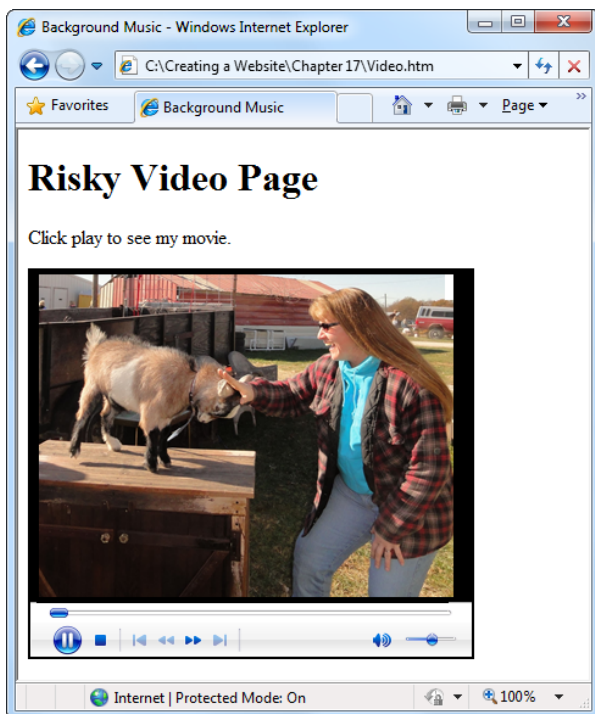 Background Music - Windows Internet Explorer
C:\Creating a Website\Chapter 17\Video.htm
Favorites
Background Music
Page
Risky Video Page
Click play to see my movie.
Internet | Protected Mode: On
100%